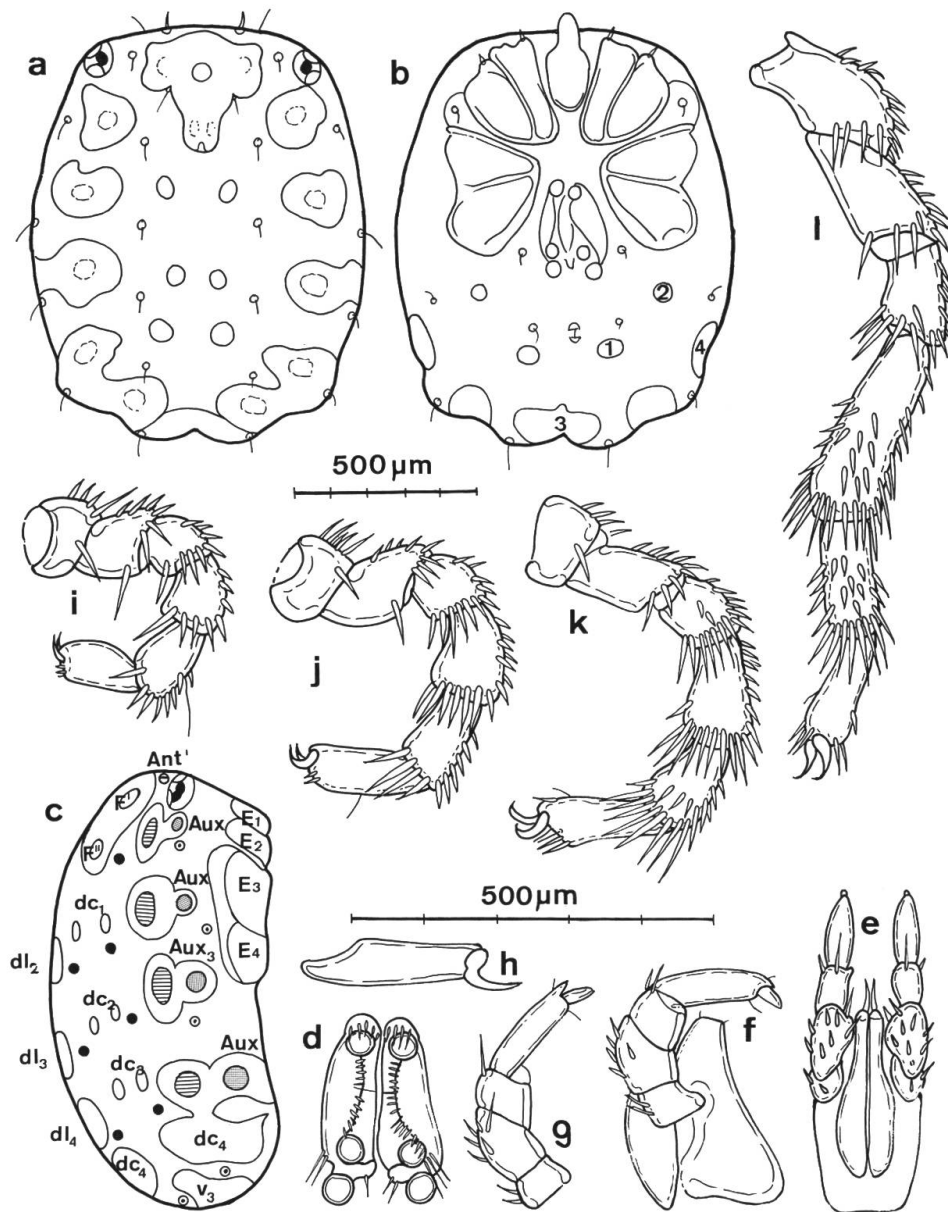 a
b
l
2
1
4
3
500 µm
i
j
k
c
Ant'
F'
F''
Aux
E₁
E₂
E₃
E₄
Aux
dc₁
Aux₃
dl₂
dc₂
Aux
dl₃
dc₃
dl₄
dc₄
dc₄
v₃
500 µm
h
d
g
f
e